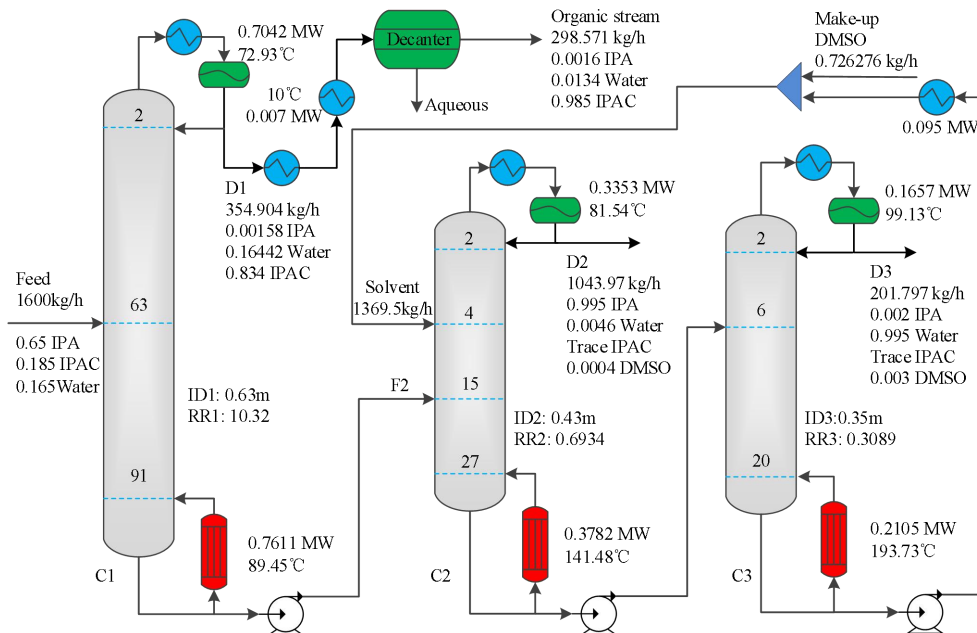 0.7042 MW
72.93℃
Decanter
Organic stream
298.571 kg/h
0.0016 IPA
0.0134 Water
0.985 IPAC
Make-up
DMSO
0.726276 kg/h
0.095 MW
10℃
0.007 MW
Aqueous
2
D1
354.904 kg/h
0.00158 IPA
0.16442 Water
0.834 IPAC
Feed
1600kg/h
0.65 IPA
0.185 IPAC
0.165Water
63
ID1: 0.63m
RR1: 10.32
91
0.7611 MW
89.45℃
C1
0.3353 MW
81.54℃
2
D2
1043.97 kg/h
0.995 IPA
0.0046 Water
Trace IPAC
0.0004 DMSO
Solvent
1369.5kg/h
4
F2
15
ID2: 0.43m
RR2: 0.6934
27
0.3782 MW
141.48℃
C2
0.1657 MW
99.13℃
2
D3
201.797 kg/h
0.002 IPA
0.995 Water
Trace IPAC
0.003 DMSO
6
ID3:0.35m
RR3: 0.3089
20
0.2105 MW
193.73℃
C3